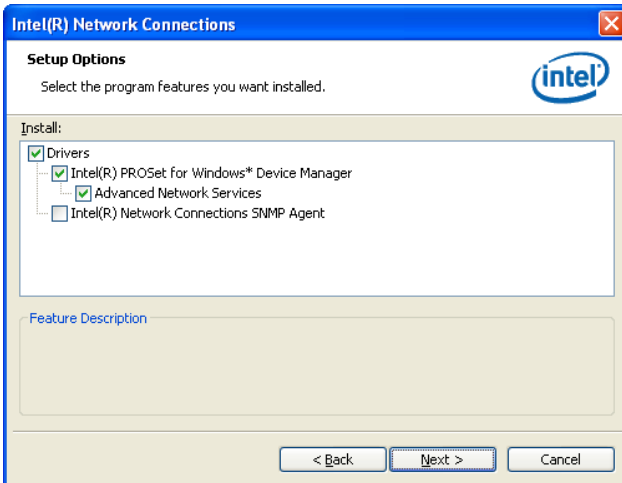 Intel(R) Network Connections
Setup Options
Select the program features you want installed.
intel
Install:
Drivers
Intel(R) PROSet for Windows* Device Manager
Advanced Network Services
Intel(R) Network Connections SNMP Agent
Feature Description
< Back
Next >
Cancel